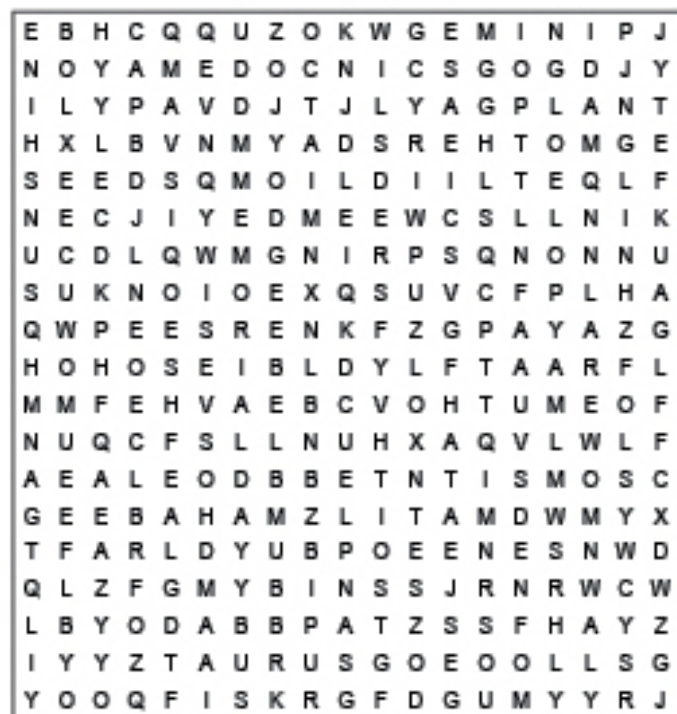 E B H C Q Q U Z O K W G E M I N I P J
N O Y A M E D O C N I C S G O G D J Y
I L Y P A V D J T J L Y A G P L A N T
H X L B V N M Y A D S R E H T O M G E
S E E D S Q M O I L D I I L T E Q L F
N E C J I Y E D M E E W C S L L N I K
U C D L Q W M G N I R P S Q N O N N U
S U K N O I O E X Q S U V C F P L H A
Q W P E E S R E N K F Z G P A Y A Z G
H O H O S E I B L D Y L F T A A R F L
M M F E H V A E B C V O H T U M E O F
N U Q C F S L L N U H X A Q V L W L F
A E A L E O D B B E T N T I S M O S C
G E E B A H A M Z L I T A M D W M Y X
T F A R L D Y U B P O E E N E S N W D
Q L Z F G M Y B I N S S J R N R W C W
L B Y O D A B B P A T Z S S F H A Y Z
I Y Y Z T A U R U S G O E O O L L S G
Y O O Q F I S K R G F D G U M Y Y R J